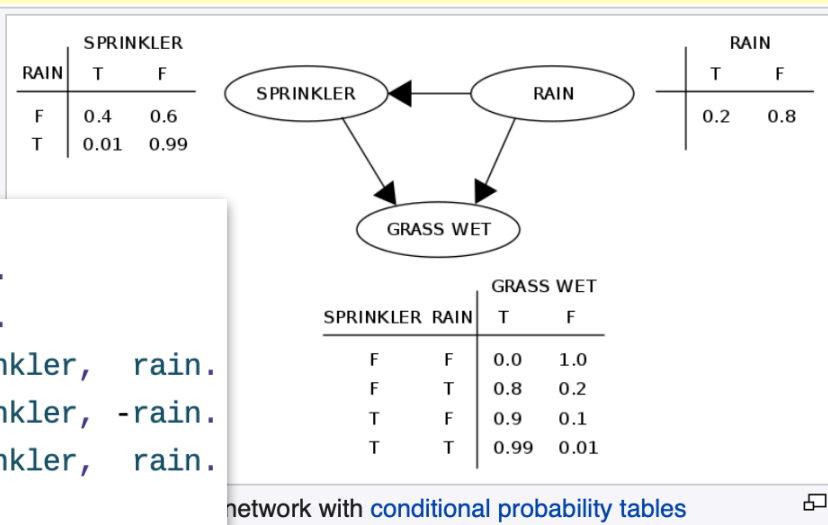 SPRINKLER
RAIN T F
F 0.4 0.6
T 0.01 0.99
SPRINKLER
RAIN
RAIN
T F
0.2 0.8
GRASS WET
GRASS WET
SPRINKLER RAIN T F
F F 0.0 1.0
F T 0.8 0.2
T F 0.9 0.1
T T 0.99 0.01
.
.
nkler, rain.
nkler, -rain.
nkler, rain.
network with conditional probability tables